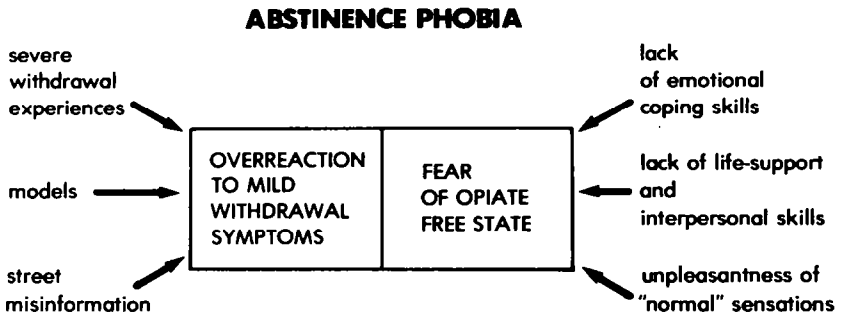 ABSTINENCE PHOBIA
severe
withdrawal
experiences
models
street
misinformation
OVERREACTION
TO MILD
WITHDRAWAL
SYMPTOMS
FEAR
OF OPIATE
FREE STATE
lack
of emotional
coping skills
lack of life-support
and
interpersonal skills
unpleasantness of
"normal" sensations